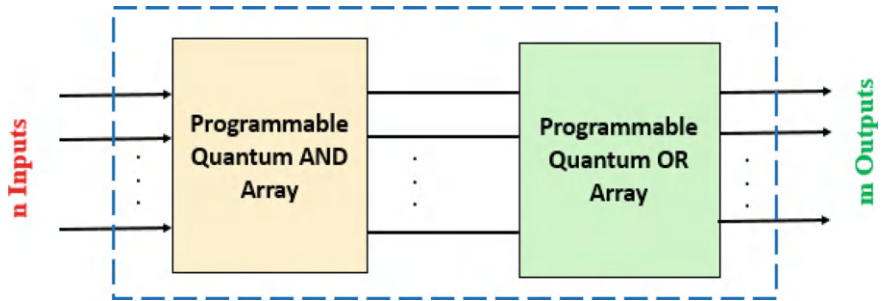 n Inputs
Programmable
Quantum AND
Array
Programmable
Quantum OR
Array
m Outputs